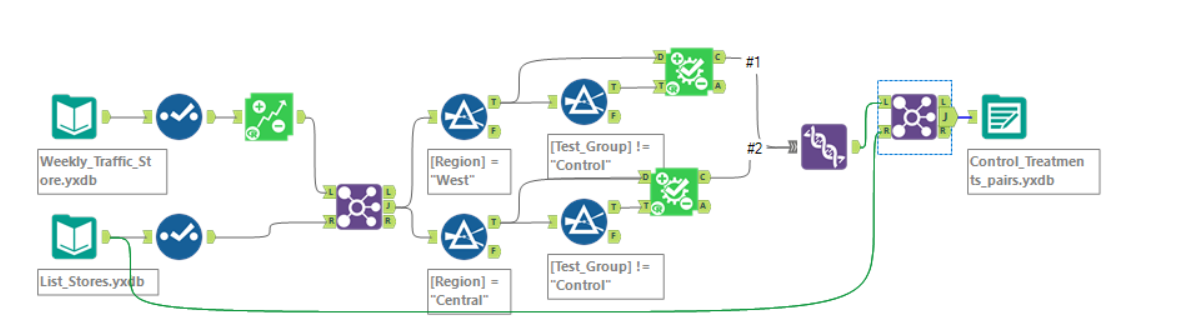 Weekly_Traffic_St
ore.yxdb
List_Stores.yxdb
L
R
L
J
R
[Region] =
"West"
T
F
[Region] =
"Central"
T
F
[Test_Group] !=
"Control"
T
F
[Test_Group] !=
"Control"
T
F
D
T
C
A
D
T
C
A
#1
#2
L
R
L
J
R
Control_Treatmen
ts_pairs.yxdb